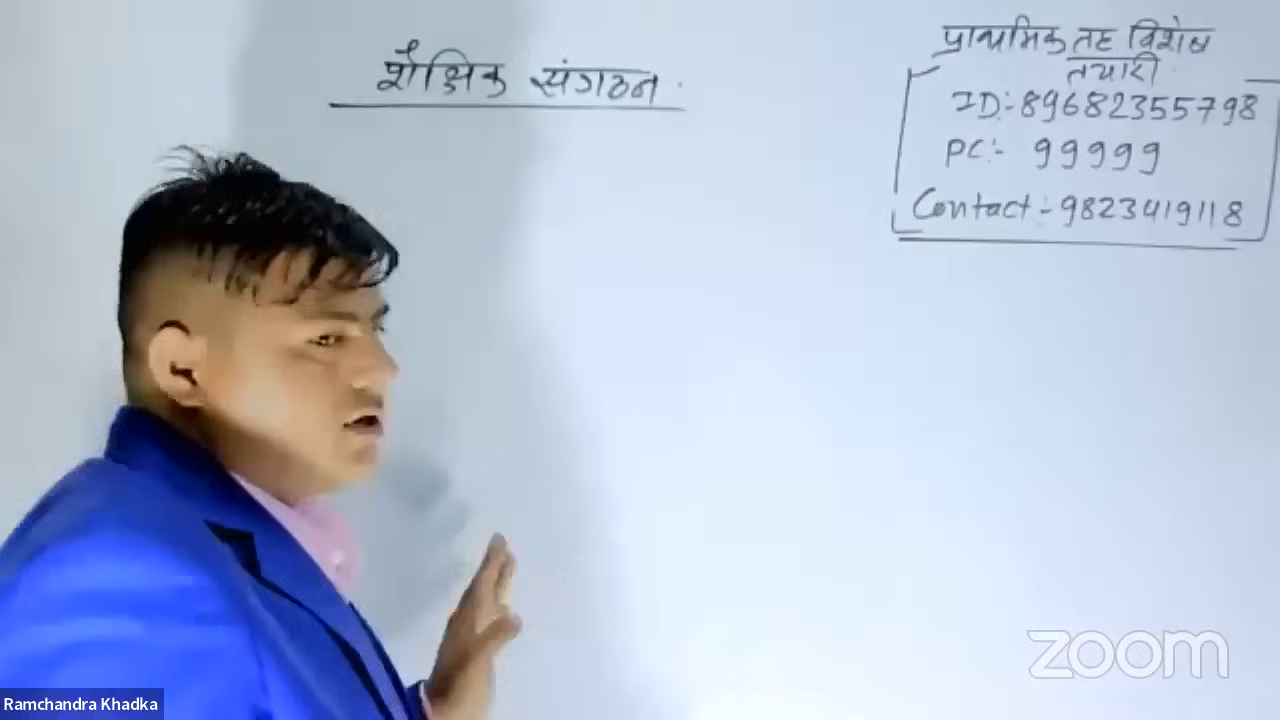 शैक्षिक संगठन.
प्राथमिक तह विशेष
तयारी.
ID:- 89682355798
PC:- 99999
Contact:- 9823419118
zoom
Ramchandra Khadka